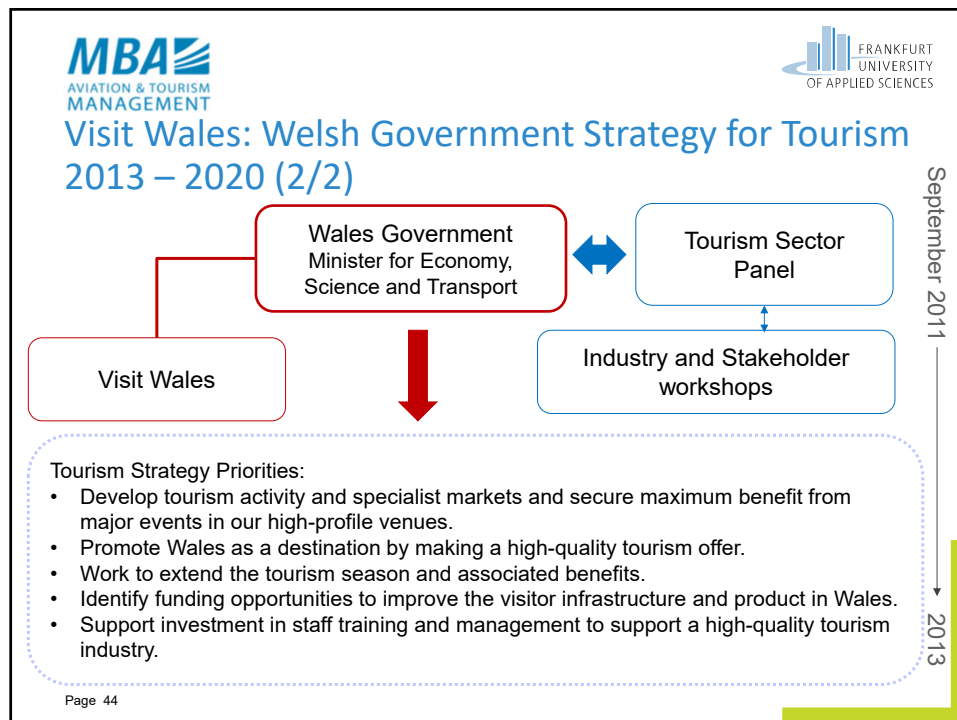 MBA
AVIATION & TOURISM
MANAGEMENT
FRANKFURT
UNIVERSITY
OF APPLIED SCIENCES
Visit Wales: Welsh Government Strategy for Tourism
2013 – 2020 (2/2)
Wales Government
Minister for Economy,
Science and Transport
Tourism Sector
Panel
Visit Wales
Industry and Stakeholder
workshops
September 2011
2013
Tourism Strategy Priorities:
• Develop tourism activity and specialist markets and secure maximum benefit from
major events in our high-profile venues.
• Promote Wales as a destination by making a high-quality tourism offer.
• Work to extend the tourism season and associated benefits.
• Identify funding opportunities to improve the visitor infrastructure and product in Wales.
• Support investment in staff training and management to support a high-quality tourism
industry.
Page 44